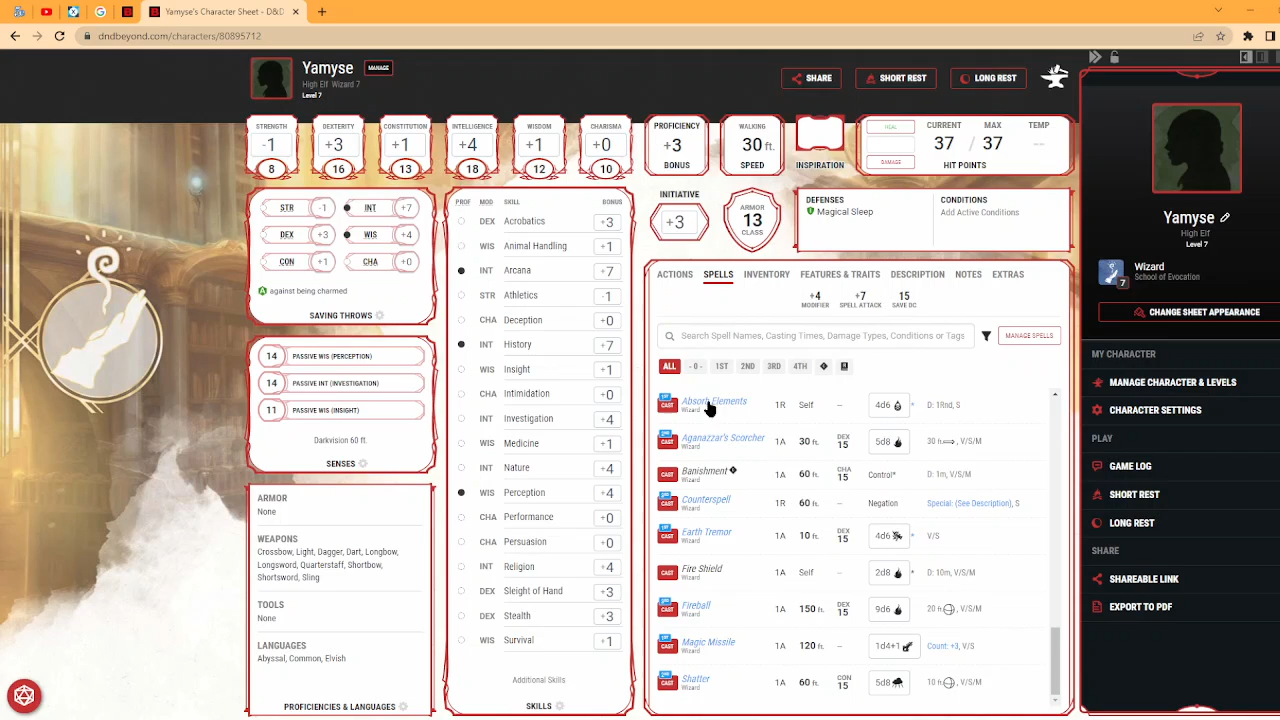 Yamyse's Character Sheet - D&D
dndbeyond.com/characters/80895712
Yamyse
MANAGE
High Elf Wizard 7
Level 7
SHARE
SHORT REST
LONG REST
STRENGTH
-1
8
DEXTERITY
+3
16
CONSTITUTION
+1
13
INTELLIGENCE
+4
18
WISDOM
+1
12
CHARISMA
+0
10
PROFICIENCY
+3
BONUS
WALKING
30 ft.
SPEED
INSPIRATION
HEAL
DAMAGE
CURRENT MAX TEMP
37 / 37 ---
HIT POINTS
STR -1
INT +7
DEX +3
WIS +4
CON +1
CHA +0
against being charmed
SAVING THROWS
14 PASSIVE WIS (PERCEPTION)
14 PASSIVE INT (INVESTIGATION)
11 PASSIVE WIS (INSIGHT)
Darkvision 60 ft.
SENSES
ARMOR
None
WEAPONS
Crossbow, Light, Dagger, Dart, Longbow,
Longsword, Quarterstaff, Shortbow,
Shortsword, Sling
TOOLS
None
LANGUAGES
Abyssal, Common, Elvish
PROFICIENCIES & LANGUAGES
PROF MOD SKILL BONUS
DEX Acrobatics +3
WIS Animal Handling +1
INT Arcana +7
STR Athletics -1
CHA Deception +0
INT History +7
WIS Insight +1
CHA Intimidation +0
INT Investigation +4
WIS Medicine +1
INT Nature +4
WIS Perception +4
CHA Performance +0
CHA Persuasion +0
INT Religion +4
DEX Sleight of Hand +3
DEX Stealth +3
WIS Survival +1
Additional Skills
SKILLS
INITIATIVE
+3
ARMOR
13
CLASS
DEFENSES
Magical Sleep
CONDITIONS
Add Active Conditions
ACTIONS SPELLS INVENTORY FEATURES & TRAITS DESCRIPTION NOTES EXTRAS
+4 +7 15
MODIFIER SPELL ATTACK SAVE DC
Search Spell Names, Casting Times, Damage Types, Conditions or Tags
MANAGE SPELLS
ALL - 0 - 1ST 2ND 3RD 4TH
CAST Absorb Elements 1R Self -- 4d6 * D: 1Rnd, S
Wizard
CAST Aganazzar's Scorcher 1A 30 ft. DEX 15 5d8 30 ft. , V/S/M
Wizard
CAST Banishment 1A 60 ft. CHA 15 Control* D: 1m, V/S/M
Wizard
CAST Counterspell 1R 60 ft. -- Negation Special: (See Description), S
Wizard
CAST Earth Tremor 1A 10 ft. DEX 15 4d6 * V/S
Wizard
CAST Fire Shield 1A Self -- 2d8 * D: 10m, V/S/M
Wizard
CAST Fireball 1A 150 ft. DEX 15 9d6 20 ft. , V/S/M
Wizard
CAST Magic Missile 1A 120 ft. -- 1d4+1 Count: +3, V/S
Wizard
CAST Shatter 1A 60 ft. CON 15 5d8 10 ft. , V/S/M
Wizard
Yamyse
High Elf
Level 7
Wizard
School of Evocation
7
CHANGE SHEET APPEARANCE
MY CHARACTER
MANAGE CHARACTER & LEVELS
CHARACTER SETTINGS
PLAY
GAME LOG
SHORT REST
LONG REST
SHARE
SHAREABLE LINK
EXPORT TO PDF